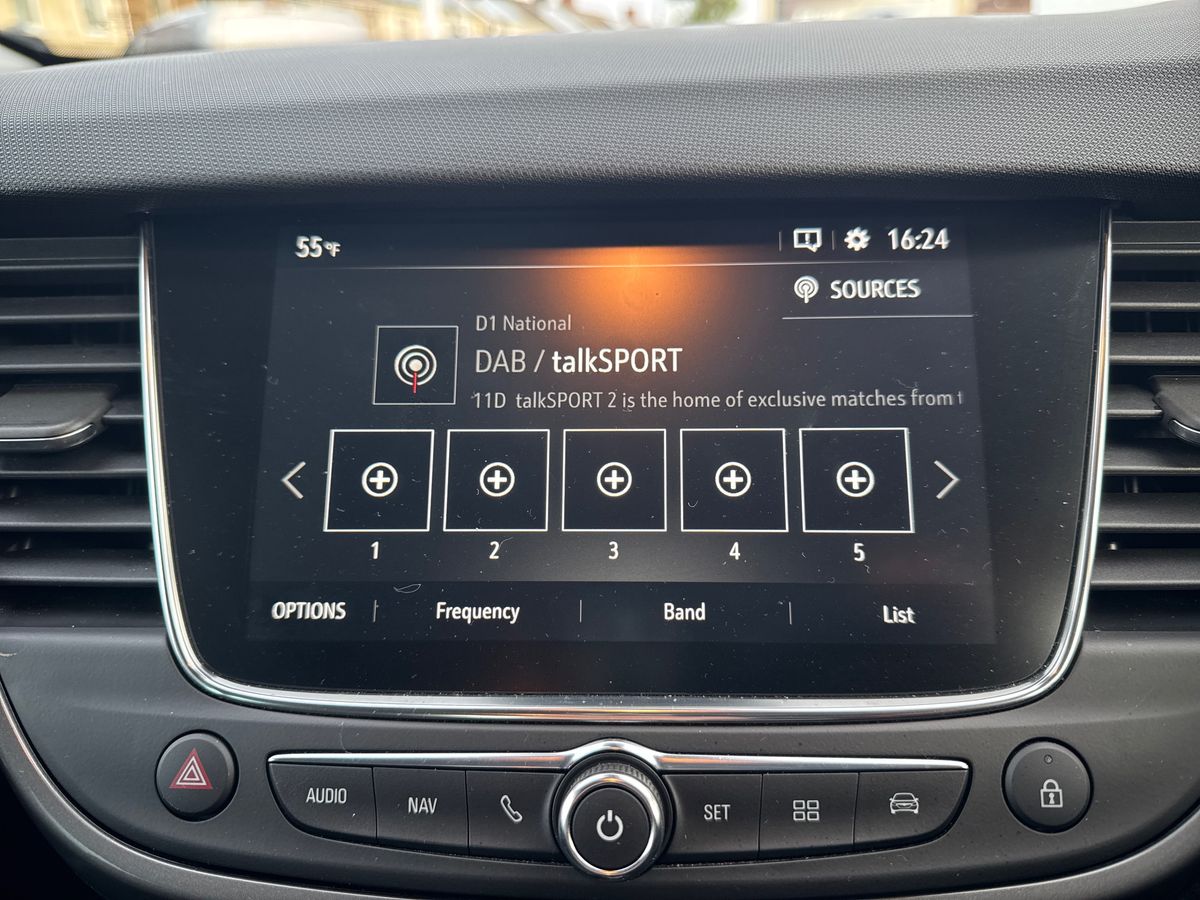 55°F 16:24
SOURCES
D1 National
DAB / talkSPORT
11D talkSPORT 2 is the home of exclusive matches from t
1 2 3 4 5
OPTIONS Frequency Band List
AUDIO NAV SET